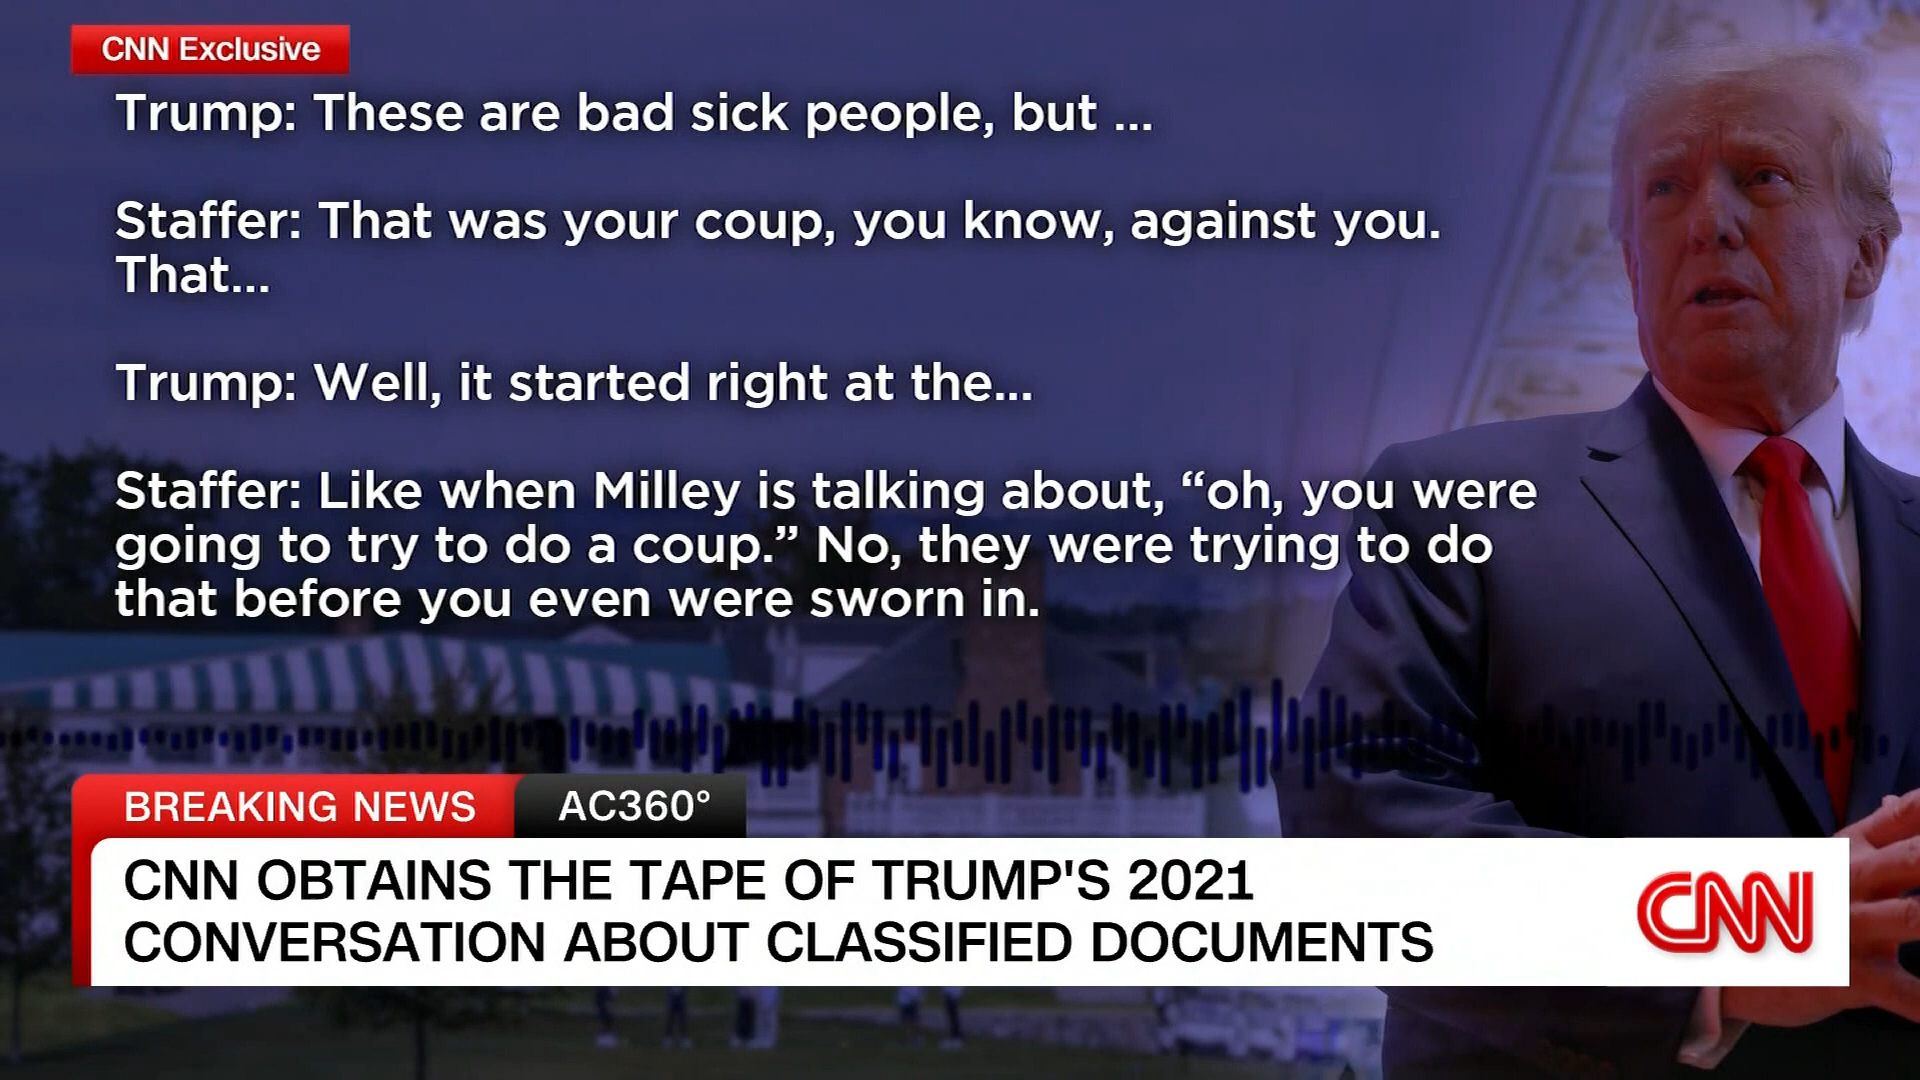 CNN Exclusive
Trump: These are bad sick people, but ...
Staffer: That was your coup, you know, against you.
That...
Trump: Well, it started right at the...
Staffer: Like when Milley is talking about, “oh, you were
going to try to do a coup.” No, they were trying to do
that before you even were sworn in.
BREAKING NEWS AC360°
CNN OBTAINS THE TAPE OF TRUMP'S 2021
CONVERSATION ABOUT CLASSIFIED DOCUMENTS
CNN